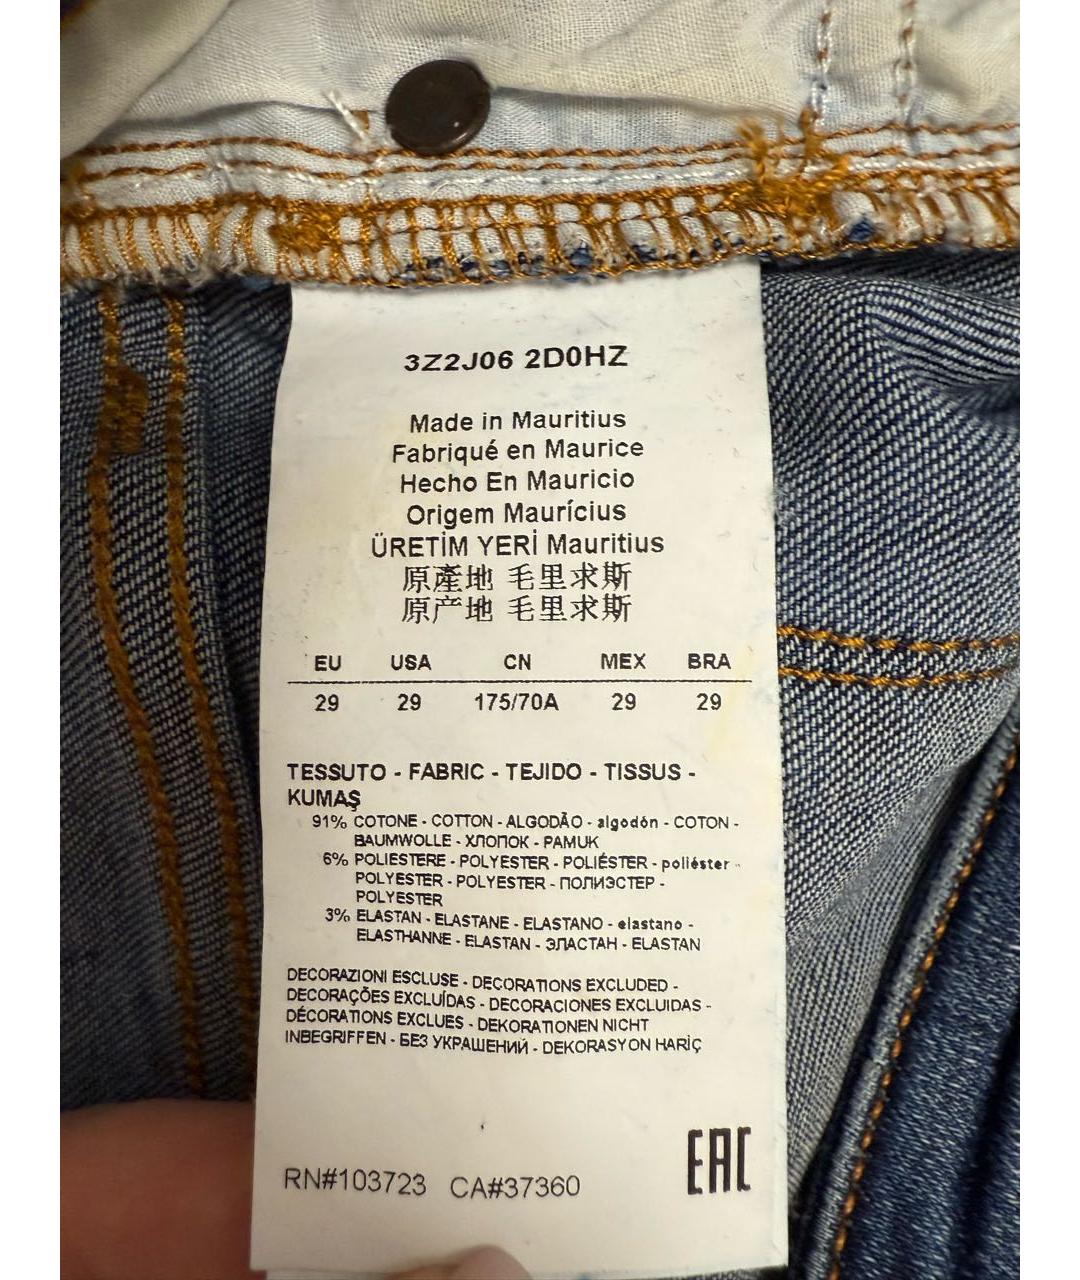 3Z2J06 2D0HZ
Made in Mauritius
Fabriqué en Maurice
Hecho En Mauricio
Origem Maurícius
ÜRETİM YERİ Mauritius
原產地 毛里求斯
原产地 毛里求斯
EU USA CN MEX BRA
29 29 175/70A 29 29
TESSUTO - FABRIC - TEJIDO - TISSUS -
KUMAŞ
91% COTONE - COTTON - ALGODÃO - algodón - COTON -
BAUMWOLLE - ХЛОПОК - PAMUK
6% POLIESTERE - POLYESTER - POLIÉSTER - poliéster -
POLYESTER - POLYESTER - ПОЛИЭСТЕР -
POLYESTER
3% ELASTAN - ELASTANE - ELASTANO - elastano -
ELASTHANNE - ELASTAN - ЭЛАСТАН - ELASTAN
DECORAZIONI ESCLUSE - DECORATIONS EXCLUDED -
DECORAÇÕES EXCLUÍDAS - DECORACIONES EXCLUIDAS -
DÉCORATIONS EXCLUES - DEKORATIONEN NICHT
INBEGRIFFEN - БЕЗ УКРАШЕНИЙ - DEKORASYON HARİÇ
EAC
RN#103723 CA#37360